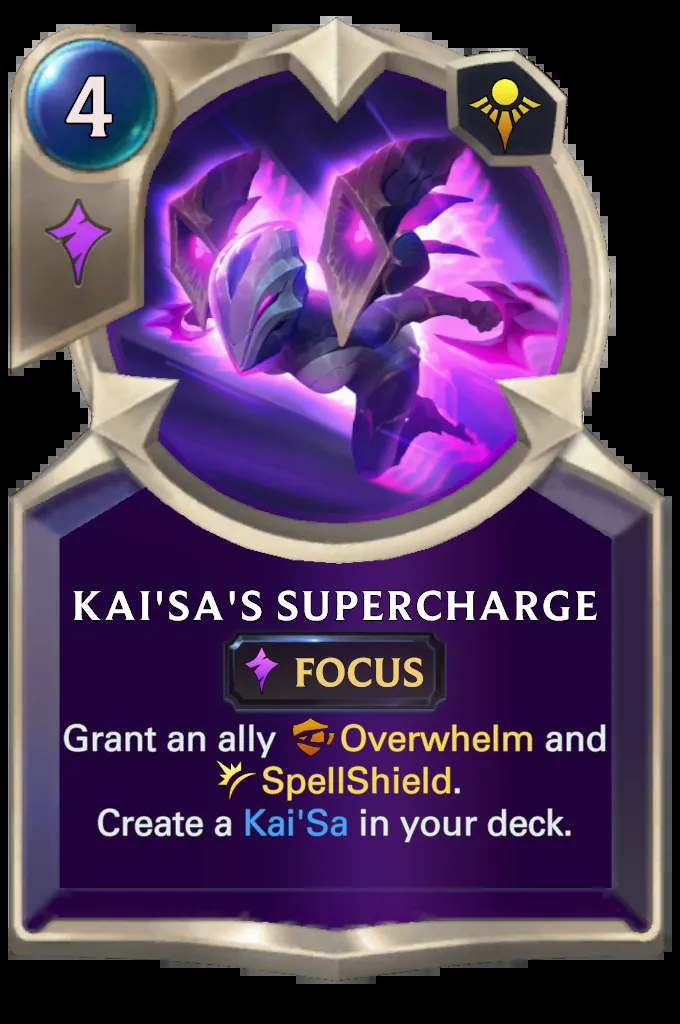 4
KAI'SA'S SUPERCHARGE
FOCUS
Grant an ally Overwhelm and
SpellShield.
Create a Kai'Sa in your deck.